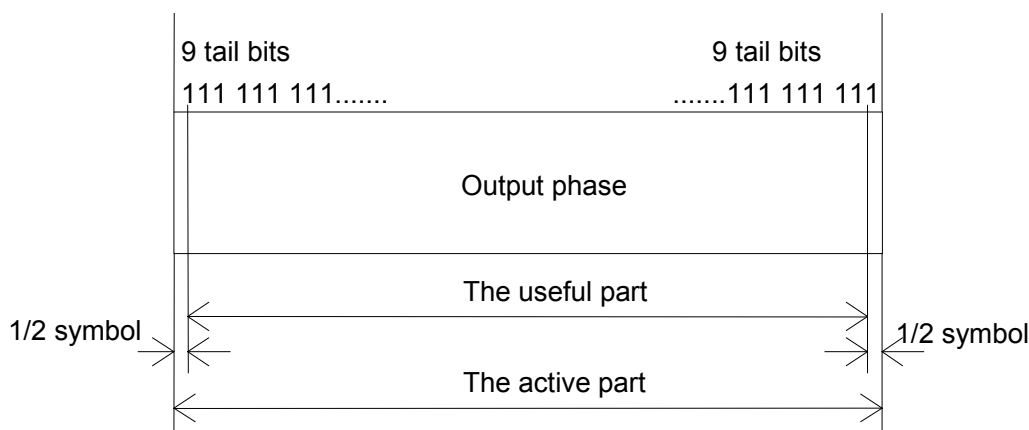 9 tail bits 9 tail bits
111 111 111....... .......111 111 111
Output phase
The useful part
1/2 symbol 1/2 symbol
The active part